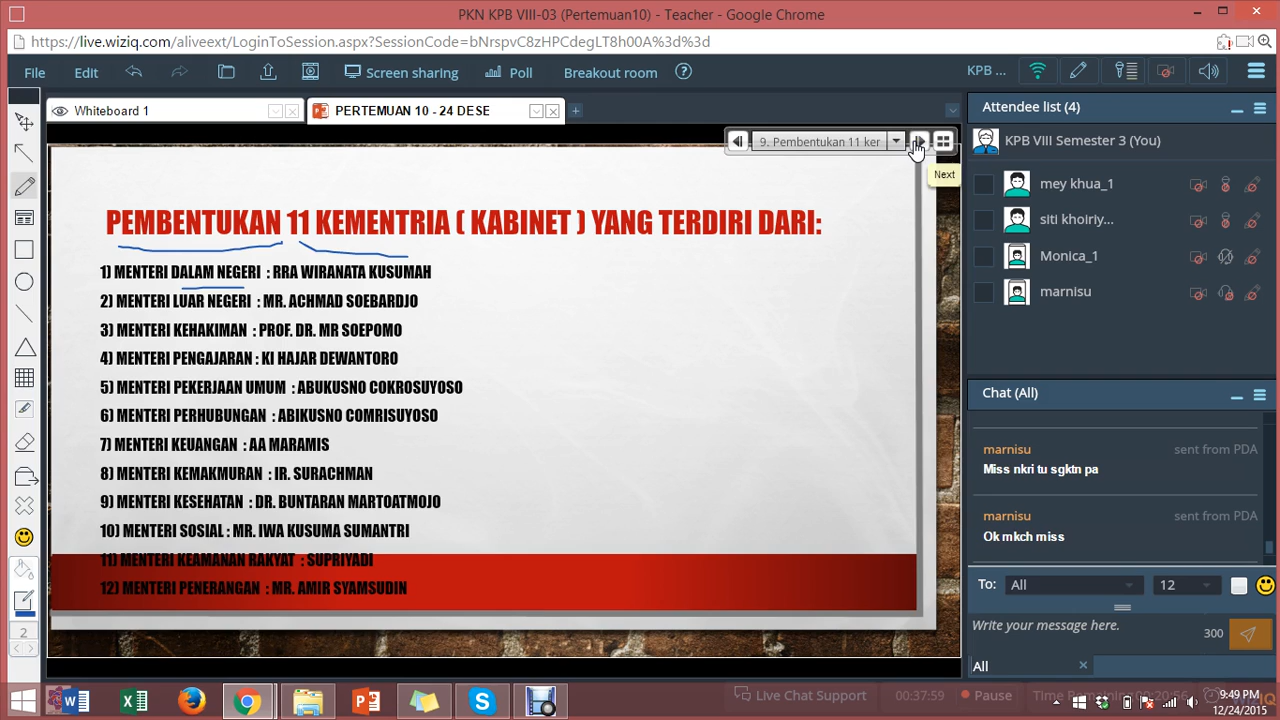 PKN KPB VIII-03 (Pertemuan10) - Teacher - Google Chrome
https://live.wiziq.com/aliveext/LoginToSession.aspx?SessionCode=bNrspvC8zHPCdegLT8h00A%3d%3d
File Edit Screen sharing Poll Breakout room ? KPB ...
Whiteboard 1
PERTEMUAN 10 - 24 DESE
9. Pembentukan 11 ker
Next
PEMBENTUKAN 11 KEMENTRIA ( KABINET ) YANG TERDIRI DARI:
1) MENTERI DALAM NEGERI : RRA WIRANATA KUSUMAH
2) MENTERI LUAR NEGERI : MR. ACHMAD SOEBARDJO
3) MENTERI KEHAKIMAN : PROF. DR. MR SOEPOMO
4) MENTERI PENGAJARAN : KI HAJAR DEWANTORO
5) MENTERI PEKERJAAN UMUM : ABUKUSNO COKROSUYOSO
6) MENTERI PERHUBUNGAN : ABIKUSNO COMRISUYOSO
7) MENTERI KEUANGAN : AA MARAMIS
8) MENTERI KEMAKMURAN : IR. SURACHMAN
9) MENTERI KESEHATAN : DR. BUNTARAN MARTOATMOJO
10) MENTERI SOSIAL : MR. IWA KUSUMA SUMANTRI
11) MENTERI KEAMANAN RAKYAT : SUPRIYADI
12) MENTERI PENERANGAN : MR. AMIR SYAMSUDIN
2
Attendee list (4)
KPB VIII Semester 3 (You)
mey khua_1
siti khoiriy...
Monica_1
marnisu
Chat (All)
marnisu sent from PDA
Miss nkri tu sgktn pa
marnisu sent from PDA
Ok mkch miss
To: All 12
Write your message here. 300
All
Live Chat Support 00:37:59 Pause Time Remaining 00:20:56
9:49 PM
12/24/2015